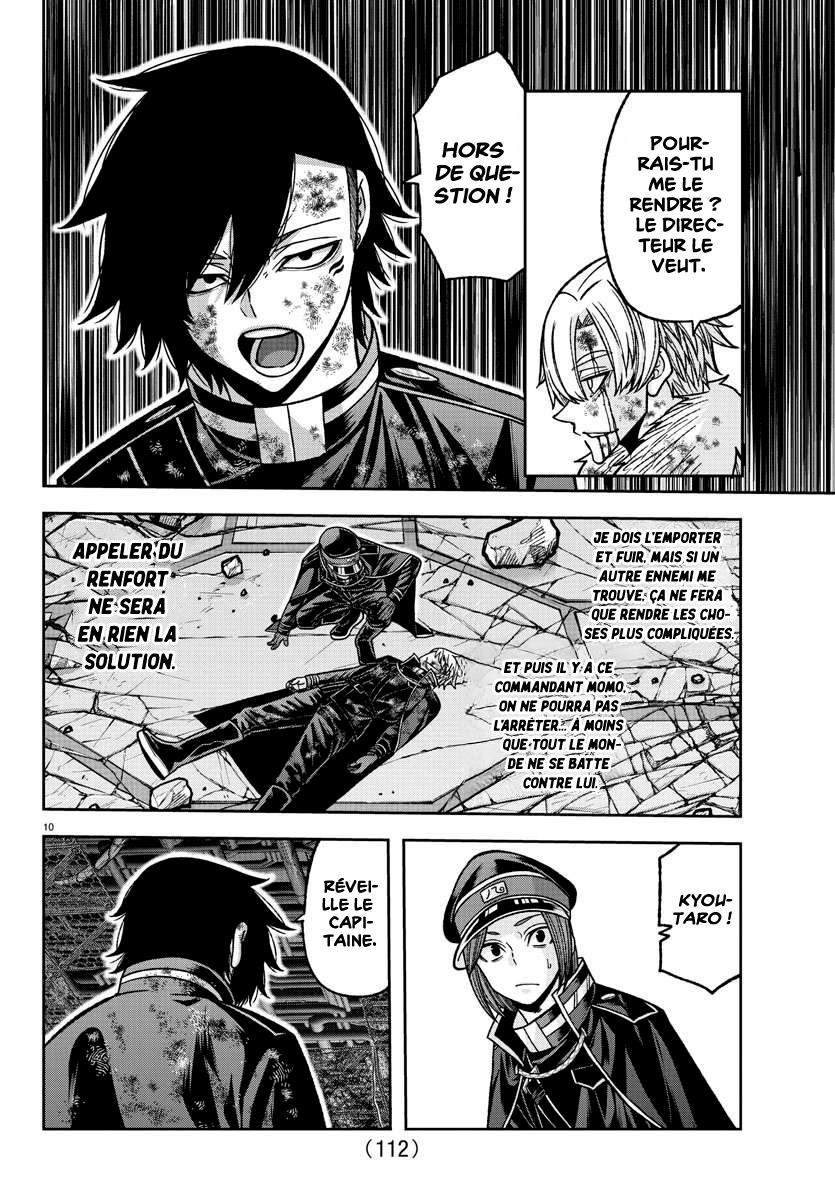 POUR-
RAIS-TU
ME LE
RENDRE ?
LE DIREC-
TEUR LE
VEUT.
HORS
DE QUE-
STION !
JE DOIS L'EMPORTER
ET FUIR, MAIS SI UN
AUTRE ENNEMI ME
TROUVE, ÇA NE FERA
QUE RENDRE LES CHO-
SES PLUS COMPLIQUÉES.
ET PUIS IL Y A CE
COMMANDANT MOMO,
ON NE POURRA PAS
L'ARRÊTER... À MOINS
QUE TOUT LE MON-
DE NE SE BATTE
CONTRE LUI.
APPELER DU
RENFORT
NE SERA
EN RIEN LA
SOLUTION.
10
KYOU-
TARO !
RÉVEI-
LLE LE
CAPI-
TAINE.
(112)